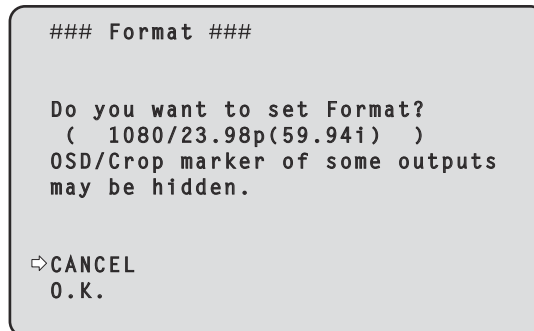 ### Format ###
Do you want to set Format?
( 1080/23.98p(59.94i) )
OSD/Crop marker of some outputs
may be hidden.
⇨CANCEL
O.K.